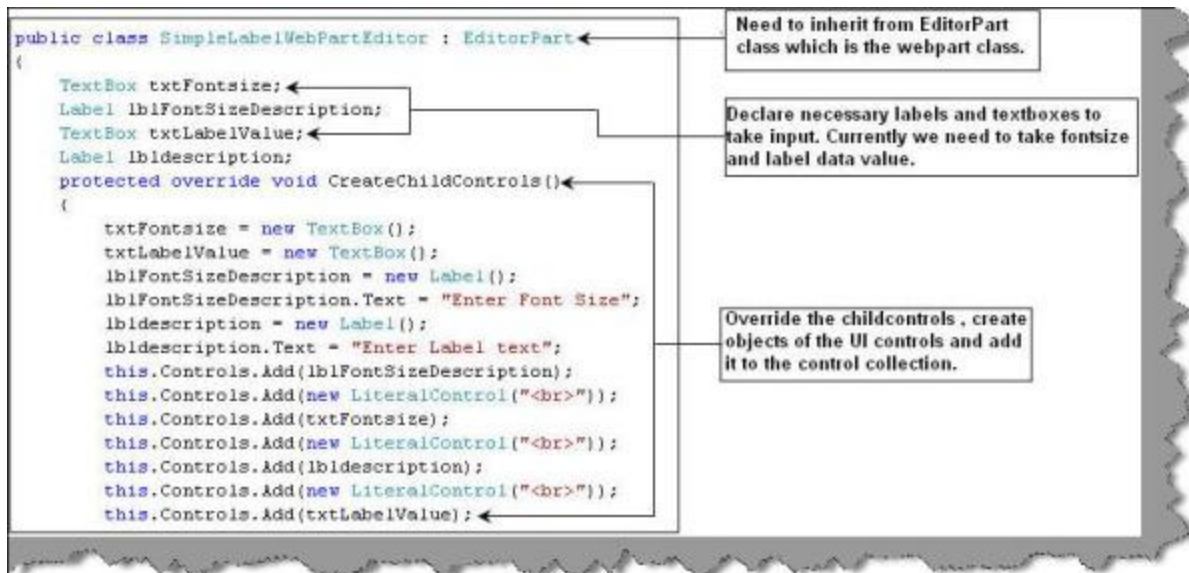 public class SimpleLabelWebPartEditor : EditorPart
{
TextBox txtFontsize;
Label lblFontSizeDescription;
TextBox txtLabelValue;
Label lbldescription;
protected override void CreateChildControls()
{
txtFontsize = new TextBox();
txtLabelValue = new TextBox();
lblFontSizeDescription = new Label();
lblFontSizeDescription.Text = "Enter Font Size";
lbldescription = new Label();
lbldescription.Text = "Enter Label text";
this.Controls.Add(lblFontSizeDescription);
this.Controls.Add(new LiteralControl("<br>"));
this.Controls.Add(txtFontsize);
this.Controls.Add(new LiteralControl("<br>"));
this.Controls.Add(lbldescription);
this.Controls.Add(new LiteralControl("<br>"));
this.Controls.Add(txtLabelValue);
Need to inherit from EditorPart
class which is the webpart class.
Declare necessary labels and textboxes to
take input. Currently we need to take fontsize
and label data value.
Override the childcontrols , create
objects of the UI controls and add
it to the control collection.